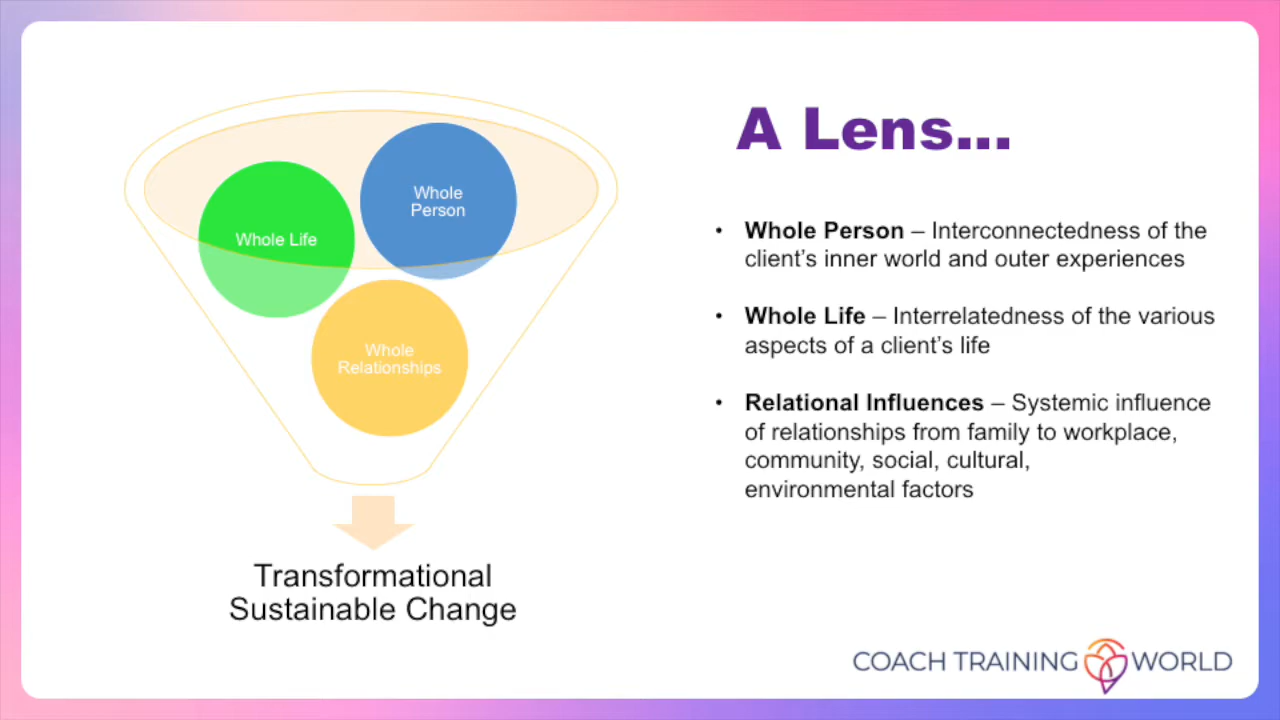 A Lens...
Whole
Person
Whole Life
Whole
Relationships
Transformational
Sustainable Change
• Whole Person – Interconnectedness of the
client’s inner world and outer experiences
• Whole Life – Interrelatedness of the various
aspects of a client’s life
• Relational Influences – Systemic influence
of relationships from family to workplace,
community, social, cultural,
environmental factors
COACH TRAINING WORLD